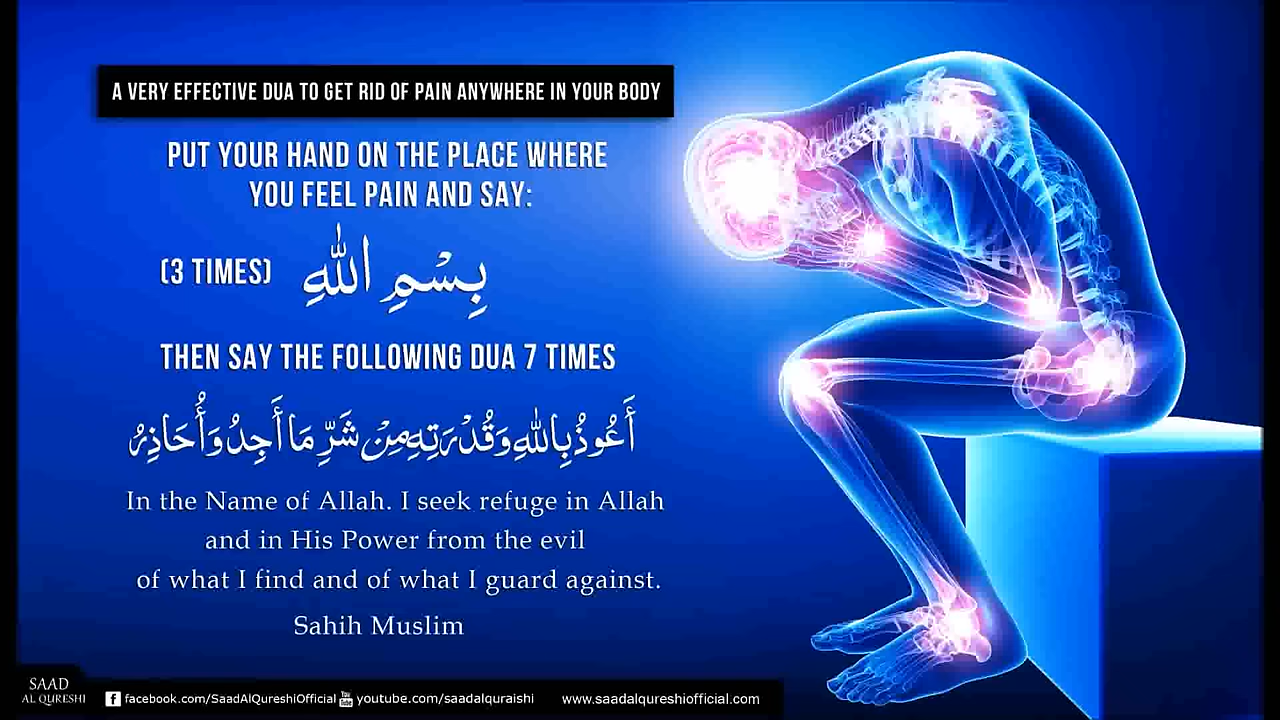 A VERY EFFECTIVE DUA TO GET RID OF PAIN ANYWHERE IN YOUR BODY
PUT YOUR HAND ON THE PLACE WHERE
YOU FEEL PAIN AND SAY:
(3 TIMES) بِسْمِ اللّٰهِ
THEN SAY THE FOLLOWING DUA 7 TIMES
أَعُوذُ بِاللّٰهِ وَقُدْرَتِهِ مِنْ شَرِّ مَا أَجِدُ وَأُحَاذِرُ
In the Name of Allah. I seek refuge in Allah
and in His Power from the evil
of what I find and of what I guard against.
Sahih Muslim
SAAD
AL QURESHI
facebook.com/SaadAlQureshiOfficial You Tube youtube.com/saadalquraishi www.saadalqureshiofficial.com